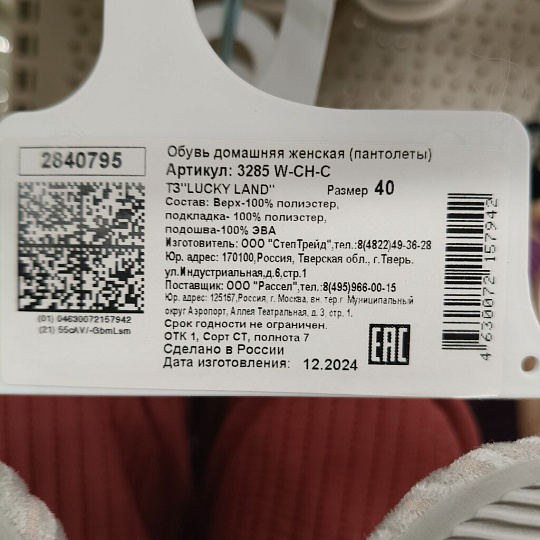 2840795
(01) 04630072157942
(21) 55cAV/-GbmLsm
Обувь домашняя женская (пантолеты)
Артикул: 3285 W-CH-C
ТЗ"LUCKY LAND" Размер 40
Состав: Верх-100% полиэстер,
подкладка- 100% полиэстер,
подошва-100% ЭВА
Изготовитель: ООО "СтепТрейд",тел.:8(4822)49-36-28
Юр. адрес: 170100,Россия, Тверская обл., г.Тверь.
ул.Индустриальная,д.6,стр.1
Поставщик: ООО "Рассел",тел.:8(495)966-00-15
Юр. адрес: 125167,Россия, г. Москва, вн. тер.г. Муниципальный
округ Аэропорт, Аллея Театральная, д. 3, стр. 1.
Срок годности не ограничен.
ОТК 1, Сорт СТ, полнота 7
Сделано в России
Дата изготовления: 12.2024
EAC
4 630072 157942